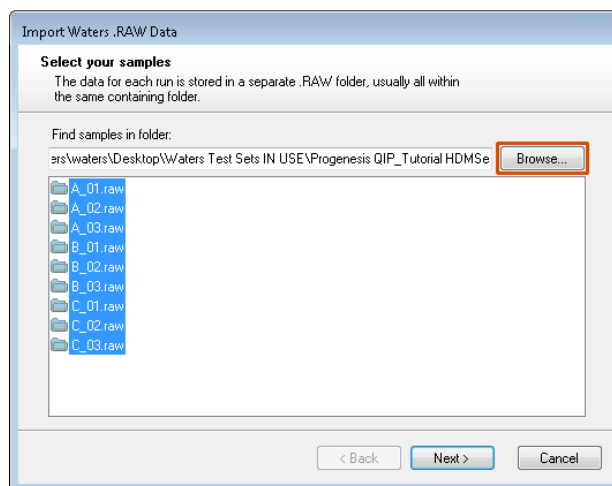 Import Waters .RAW Data
Select your samples
The data for each run is stored in a separate .RAW folder, usually all within
the same containing folder.
Find samples in folder:
ers\waters\Desktop\Waters Test Sets IN USE\Progenesis QIP_Tutorial HDMSe Browse...
A_01.raw
A_02.raw
A_03.raw
B_01.raw
B_02.raw
B_03.raw
C_01.raw
C_02.raw
C_03.raw
< Back Next > Cancel